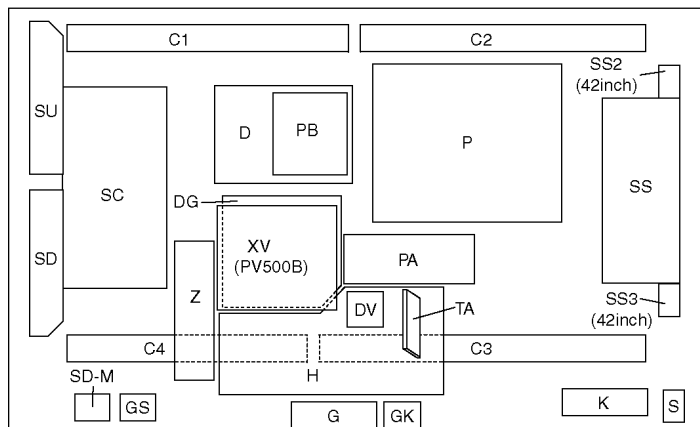 C1
C2
SS2
(42inch)
SU
D
PB
P
SC
SS
DG
SD
XV
(PV500B)
PA
Z
DV
TA
SS3
(42inch)
C4
C3
H
SD-M
GS
G
GK
K
S